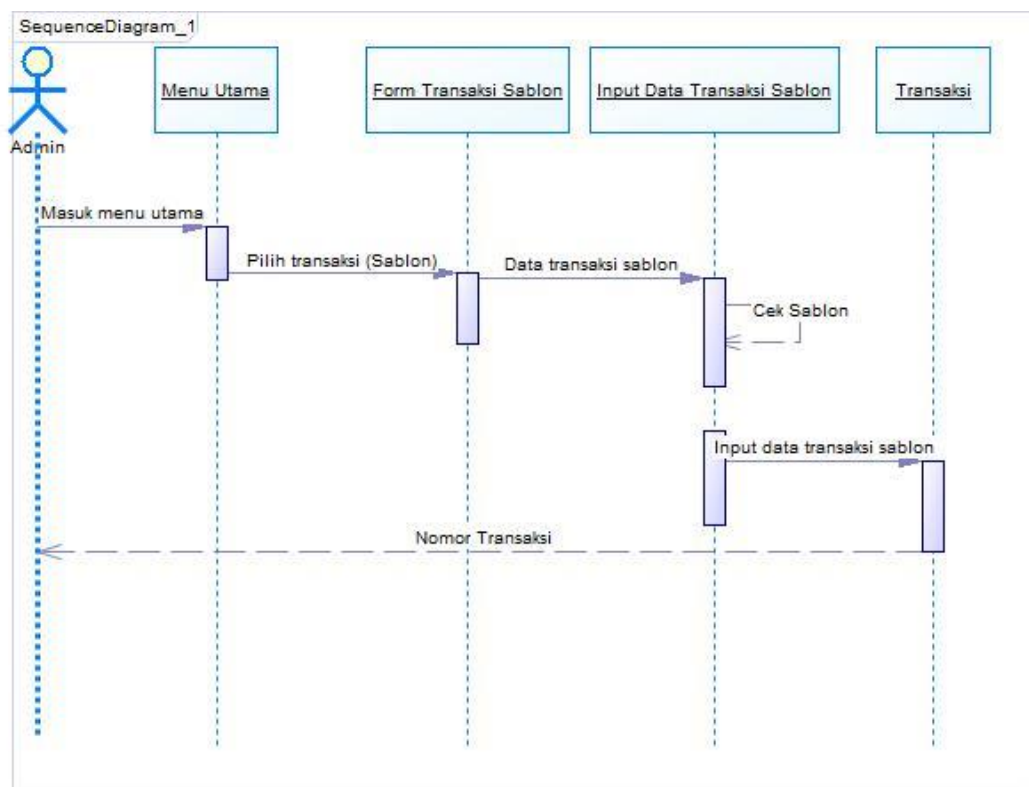 SequenceDiagram_1
Admin
Menu Utama
Form Transaksi Sablon
Input Data Transaksi Sablon
Transaksi
Masuk menu utama
Pilih transaksi (Sablon)
Data transaksi sablon
Cek Sablon
Input data transaksi sablon
Nomor Transaksi